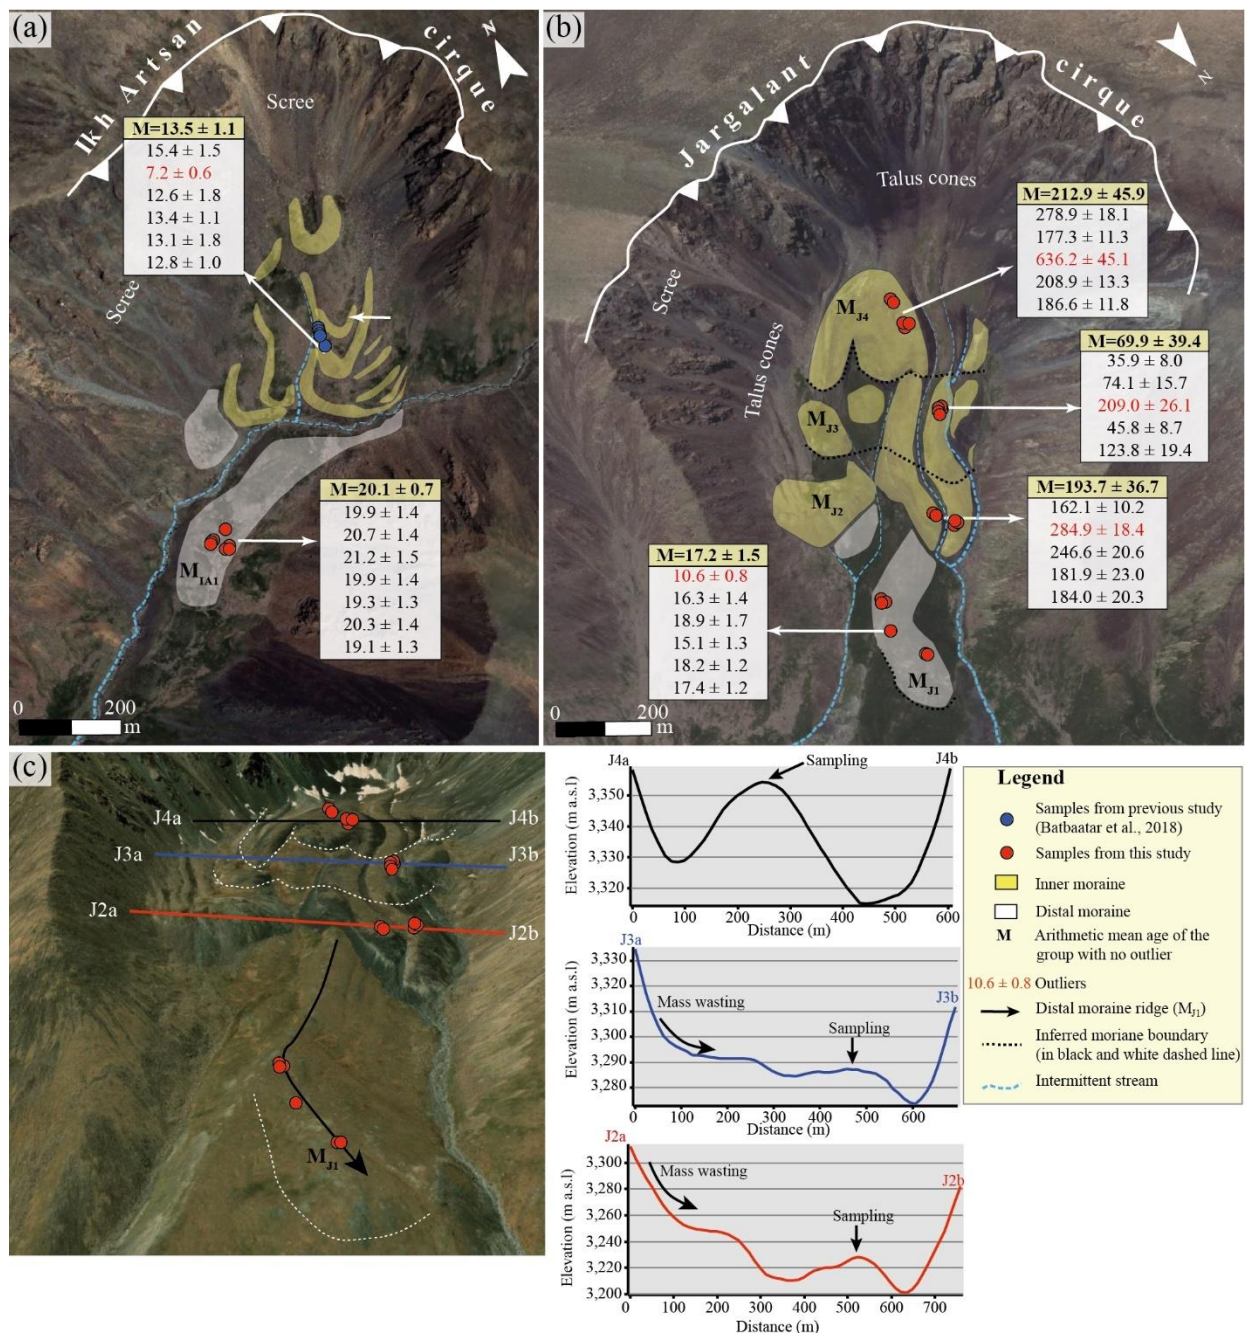 (a)
Ikh Artsan cirque
N
Scree
M=13.5 ± 1.1
15.4 ± 1.5
7.2 ± 0.6
12.6 ± 1.8
13.4 ± 1.1
13.1 ± 1.8
12.8 ± 1.0
Scree
M=20.1 ± 0.7
19.9 ± 1.4
20.7 ± 1.4
21.2 ± 1.5
19.9 ± 1.4
19.3 ± 1.3
20.3 ± 1.4
19.1 ± 1.3
MIA1
0 200
m
(b)
Jargalant cirque
N
Talus cones
Scree
Talus cones
M=212.9 ± 45.9
278.9 ± 18.1
177.3 ± 11.3
636.2 ± 45.1
208.9 ± 13.3
186.6 ± 11.8
MJ4
M=69.9 ± 39.4
35.9 ± 8.0
74.1 ± 15.7
209.0 ± 26.1
45.8 ± 8.7
123.8 ± 19.4
MJ3
MJ2
M=193.7 ± 36.7
162.1 ± 10.2
284.9 ± 18.4
246.6 ± 20.6
181.9 ± 23.0
184.0 ± 20.3
M=17.2 ± 1.5
10.6 ± 0.8
16.3 ± 1.4
18.9 ± 1.7
15.1 ± 1.3
18.2 ± 1.2
17.4 ± 1.2
MJ1
0 200
m
(c)
J4a J4b
J3a J3b
J2a J2b
MJ1
J4a J4b
Sampling
Elevation (m a.s.l)
3,350
3,340
3,330
3,320
0 100 200 300 400 500 600
Distance (m)
J3a
J3b
Mass wasting
Sampling
Elevation (m a.s.l)
3,330
3,320
3,310
3,300
3,290
3,280
0 100 200 300 400 500 600
Distance (m)
J2a
J2b
Mass wasting
Sampling
Elevation (m a.s.l)
3,300
3,280
3,260
3,240
3,220
3,200
0 100 200 300 400 500 600 700
Distance (m)
Legend
Samples from previous study
(Batbaatar et al., 2018)
Samples from this study
Inner moraine
Distal moraine
M Arithmetic mean age of the
group with no outlier
10.6 ± 0.8 Outliers
Distal moraine ridge (MJ1)
Inferred moriane boundary
(in black and white dashed line)
Intermittent stream